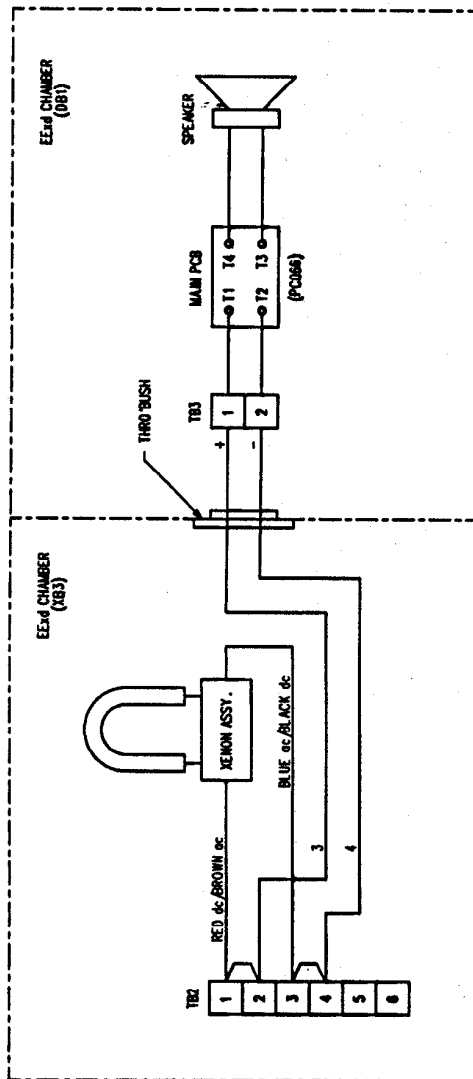 EExd CHAMBER
(DB1)
SPEAKER
MAIN PCB
T1 T4
T2 T3
(PC066)
TB3
1
2
+
-
THRO'BUSH
EExd CHAMBER
(XB3)
XENON ASSY.
RED dc/BROWN ac
BLUE ac/BLACK dc
3
4
TB2
1
2
3
4
5
6